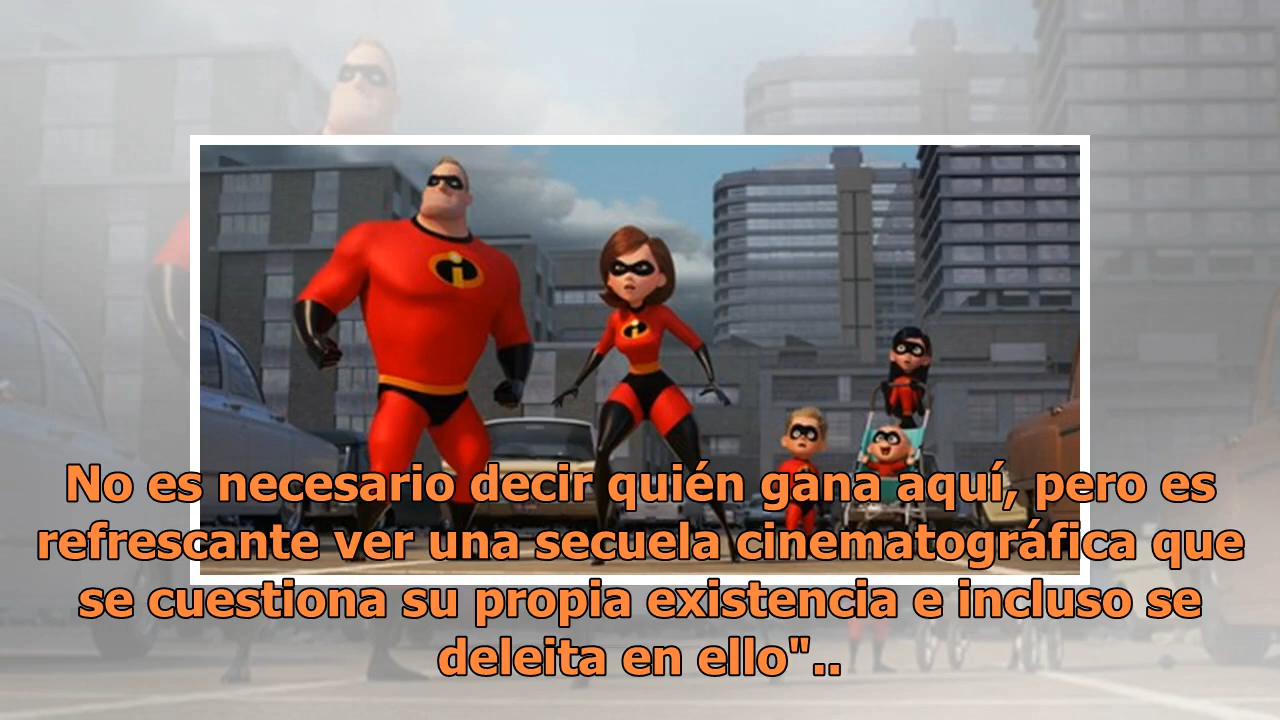 No es necesario decir quién gana aquí, pero es
refrescante ver una secuela cinematográfica que
se cuestiona su propia existencia e incluso se
deleita en ello"..